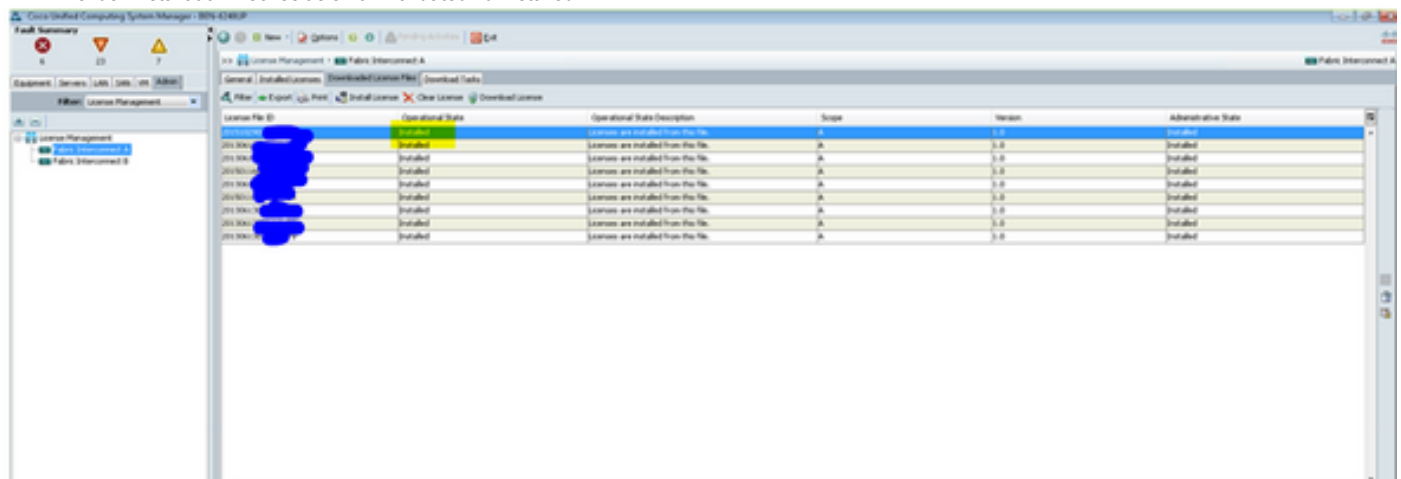 Cisco Unified Computing System Manager - BEN-6248UP
Fault Summary
6 23 7
New Options Pending Activities Exit
>> License Management Fabric Interconnect A Fabric Interconnect A
Equipment Servers LAN SAN VM Admin
General Installed Licenses Downloaded License Files Download Tasks
Filter: License Management
Filter Export Print Install License Clear License Download License
License File ID Operational State Operational State Description Scope Version Administrative State
License Management
Fabric Interconnect A
Fabric Interconnect B
Installed Licenses are installed from this file. A 1.0 Installed
Installed Licenses are installed from this file. A 1.0 Installed
Installed Licenses are installed from this file. A 1.0 Installed
Installed Licenses are installed from this file. A 1.0 Installed
Installed Licenses are installed from this file. A 1.0 Installed
Installed Licenses are installed from this file. A 1.0 Installed
Installed Licenses are installed from this file. A 1.0 Installed
Installed Licenses are installed from this file. A 1.0 Installed
Installed Licenses are installed from this file. A 1.0 Installed